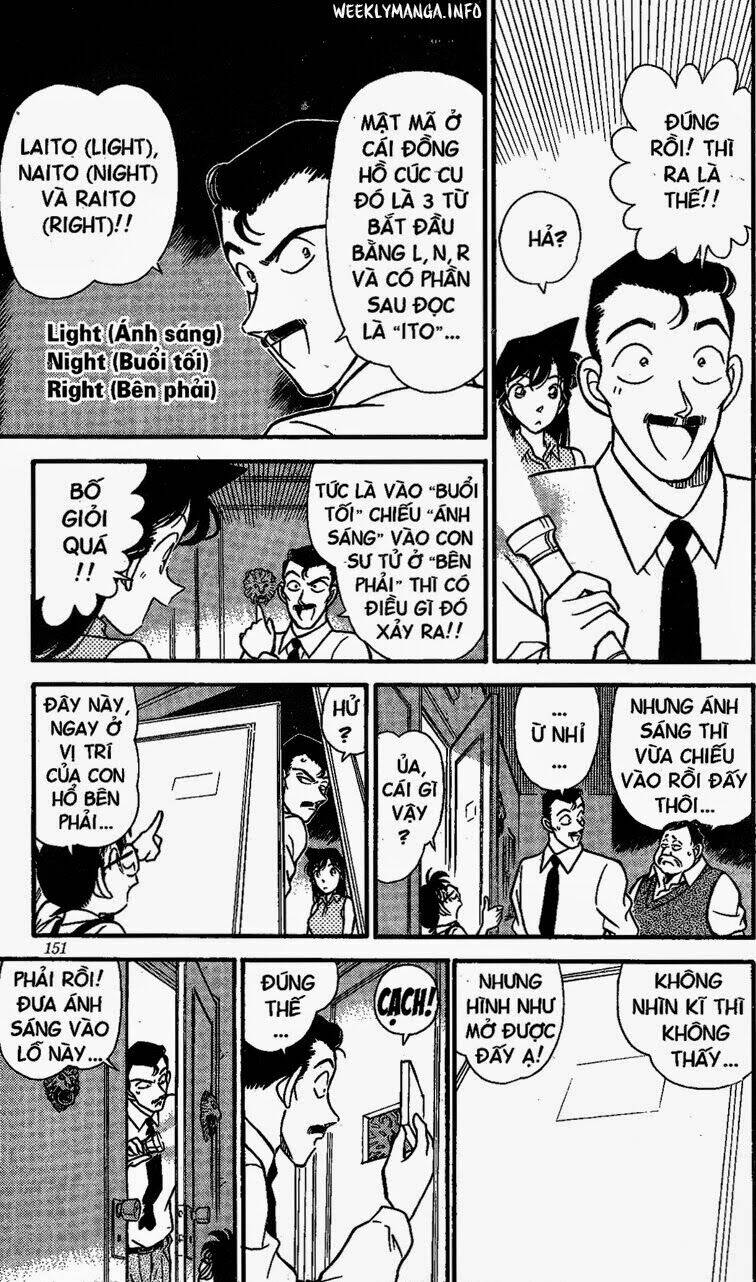 WEEKLYMANGA.INFO
ĐÚNG
RỒI! THÌ
RA LÀ
THẾ!!
HẢ?
MẬT MÃ Ở
CÁI ĐỒNG
HỒ CÚC CU
ĐÓ LÀ 3 TỪ
BẮT ĐẦU
BẰNG L, N, R
VÀ CÓ PHẦN
SAU ĐỌC
LÀ "ITO"...
LAITO (LIGHT),
NAITO (NIGHT)
VÀ RAITO
(RIGHT)!!
Light (Ánh sáng)
Night (Buổi tối)
Right (Bên phải)
TỨC LÀ VÀO "BUỔI
TỐI" CHIẾU "ÁNH
SÁNG" VÀO CON
SƯ TỬ Ở "BÊN
PHẢI" THÌ CÓ
ĐIỀU GÌ ĐÓ
XẢY RA!!
BỐ
GIỎI
QUÁ
!!
NHƯNG ÁNH
SÁNG THÌ
VỪA CHIẾU
VÀO RỒI ĐẤY
THÔI...
...
Ừ NHỈ
...
ỦA,
CÁI GÌ
VẬY
?
HỬ
?
ĐÂY NÀY,
NGAY Ở
VỊ TRÍ
CỦA CON
HỔ BÊN
PHẢI...
151
KHÔNG
NHÌN KĨ THÌ
KHÔNG
THẤY...
NHƯNG
HÌNH NHƯ
MỞ ĐƯỢC
ĐẤY Ạ!
CẠCH!
ĐÚNG
THẾ
...
PHẢI RỒI!
ĐƯA ÁNH
SÁNG VÀO
LỖ NÀY...